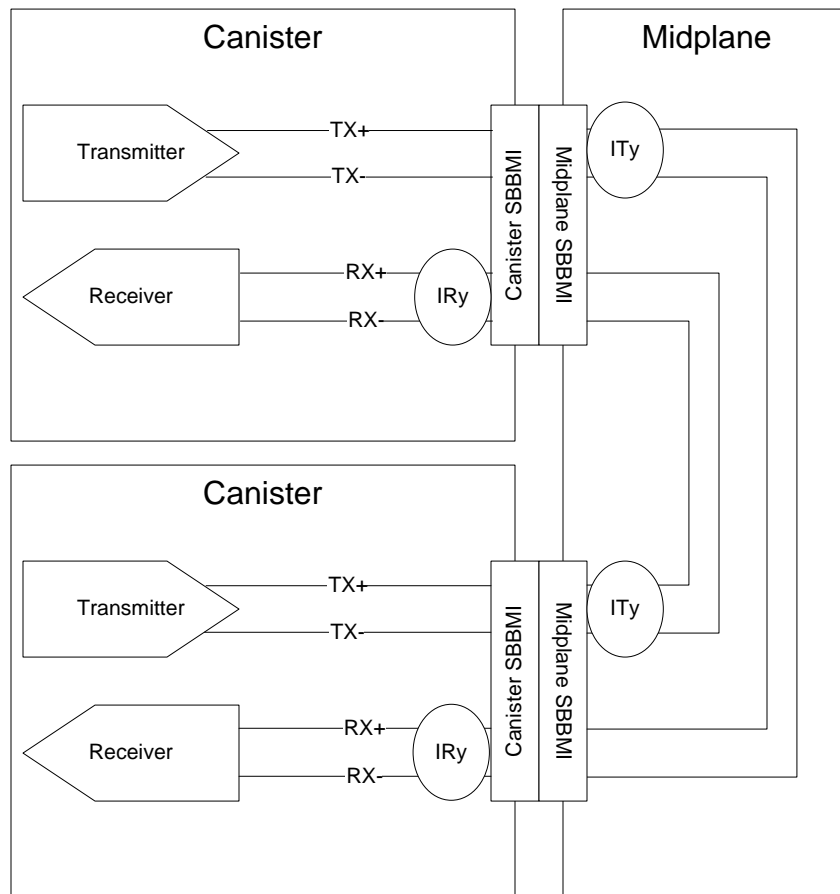 Canister
Midplane
Transmitter
TX+
TX-
Receiver
RX+
RX-
IRy
Canister SBBMI
Midplane SBBMI
ITy
Canister
Transmitter
TX+
TX-
Receiver
RX+
RX-
IRy
Canister SBBMI
Midplane SBBMI
ITy